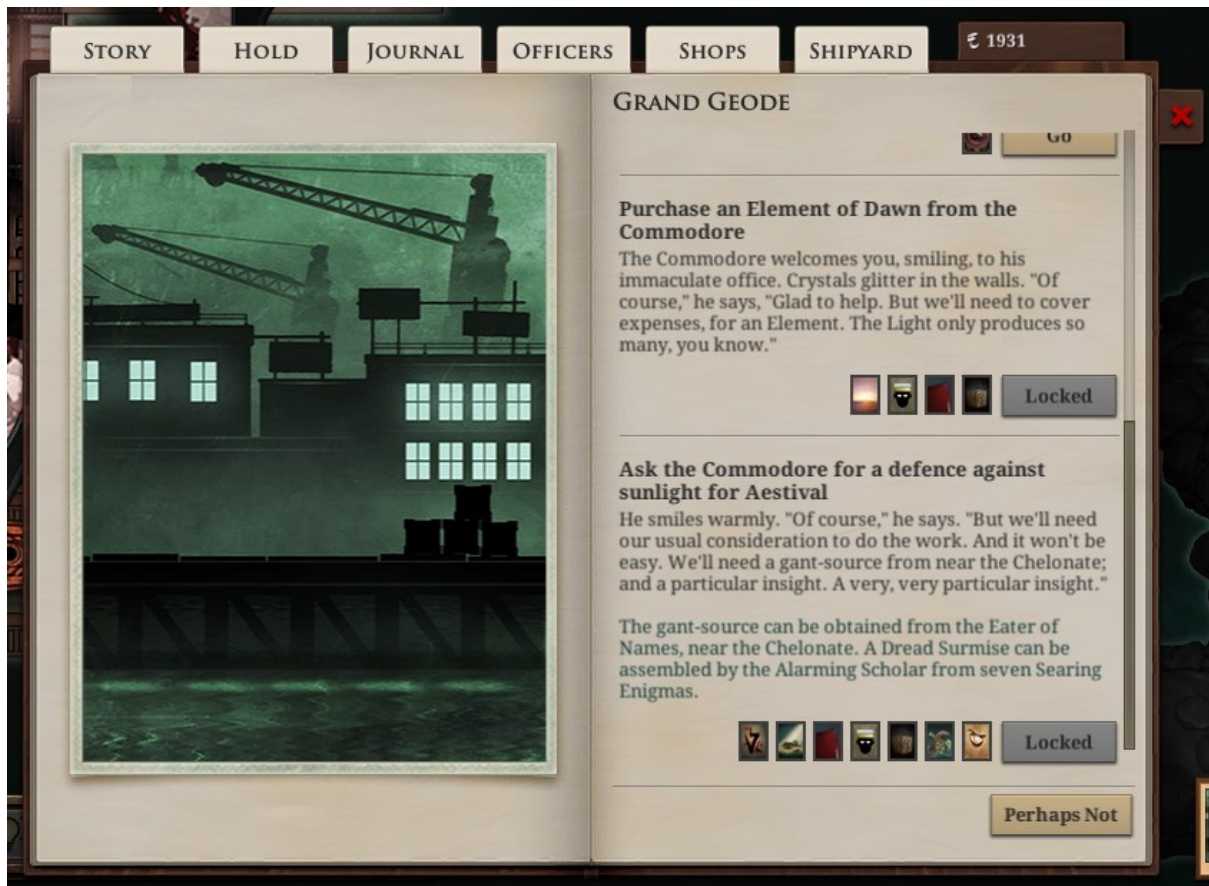 STORY
HOLD
JOURNAL
OFFICERS
SHOPS
SHIPYARD
1931
GRAND GEODE
Go
Purchase an Element of Dawn from the
Commodore
The Commodore welcomes you, smiling, to his
immaculate office. Crystals glitter in the walls. "Of
course," he says, "Glad to help. But we'll need to cover
expenses, for an Element. The Light only produces so
many, you know."
Locked
Ask the Commodore for a defence against
sunlight for Aestival
He smiles warmly. "Of course," he says. "But we'll need
our usual consideration to do the work. And it won't be
easy. We'll need a gant-source from near the Chelonate;
and a particular insight. A very, very particular insight."
The gant-source can be obtained from the Eater of
Names, near the Chelonate. A Dread Surmise can be
assembled by the Alarming Scholar from seven Searing
Enigmas.
Locked
Perhaps Not